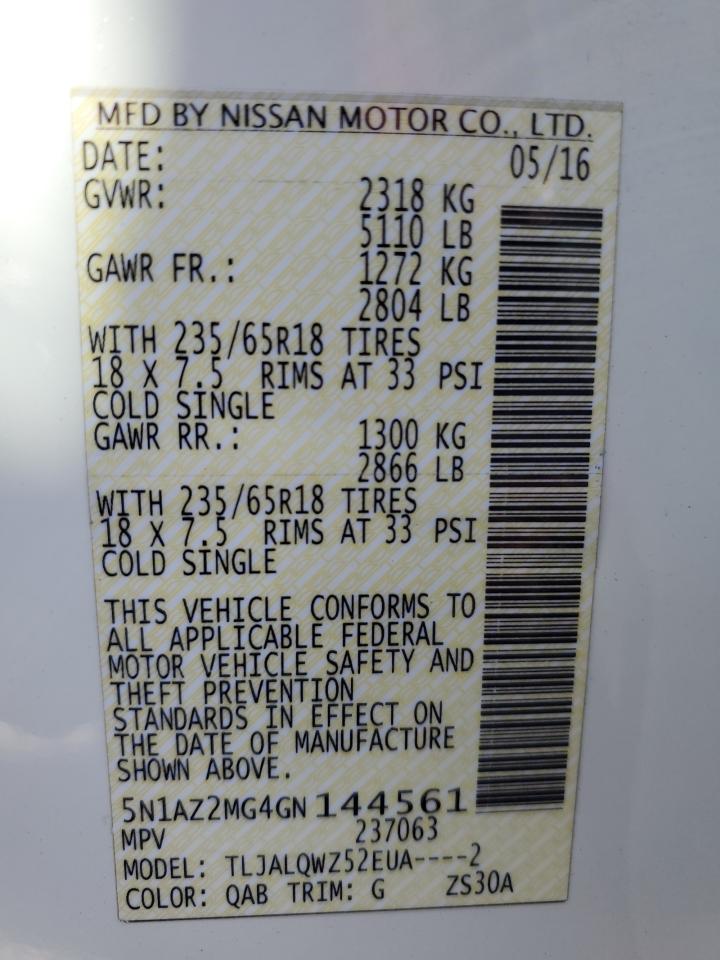 MFD BY NISSAN MOTOR CO., LTD.
DATE: 05/16
GVWR: 2318 KG
5110 LB
GAWR FR.: 1272 KG
2804 LB
WITH 235/65R18 TIRES
18 X 7.5 RIMS AT 33 PSI
COLD SINGLE
GAWR RR.: 1300 KG
2866 LB
WITH 235/65R18 TIRES
18 X 7.5 RIMS AT 33 PSI
COLD SINGLE
THIS VEHICLE CONFORMS TO
ALL APPLICABLE FEDERAL
MOTOR VEHICLE SAFETY AND
THEFT PREVENTION
STANDARDS IN EFFECT ON
THE DATE OF MANUFACTURE
SHOWN ABOVE.
5N1AZ2MG4GN144561
MPV 237063
MODEL: TLJALQWZ52EUA----2
COLOR: QAB TRIM: G ZS30A